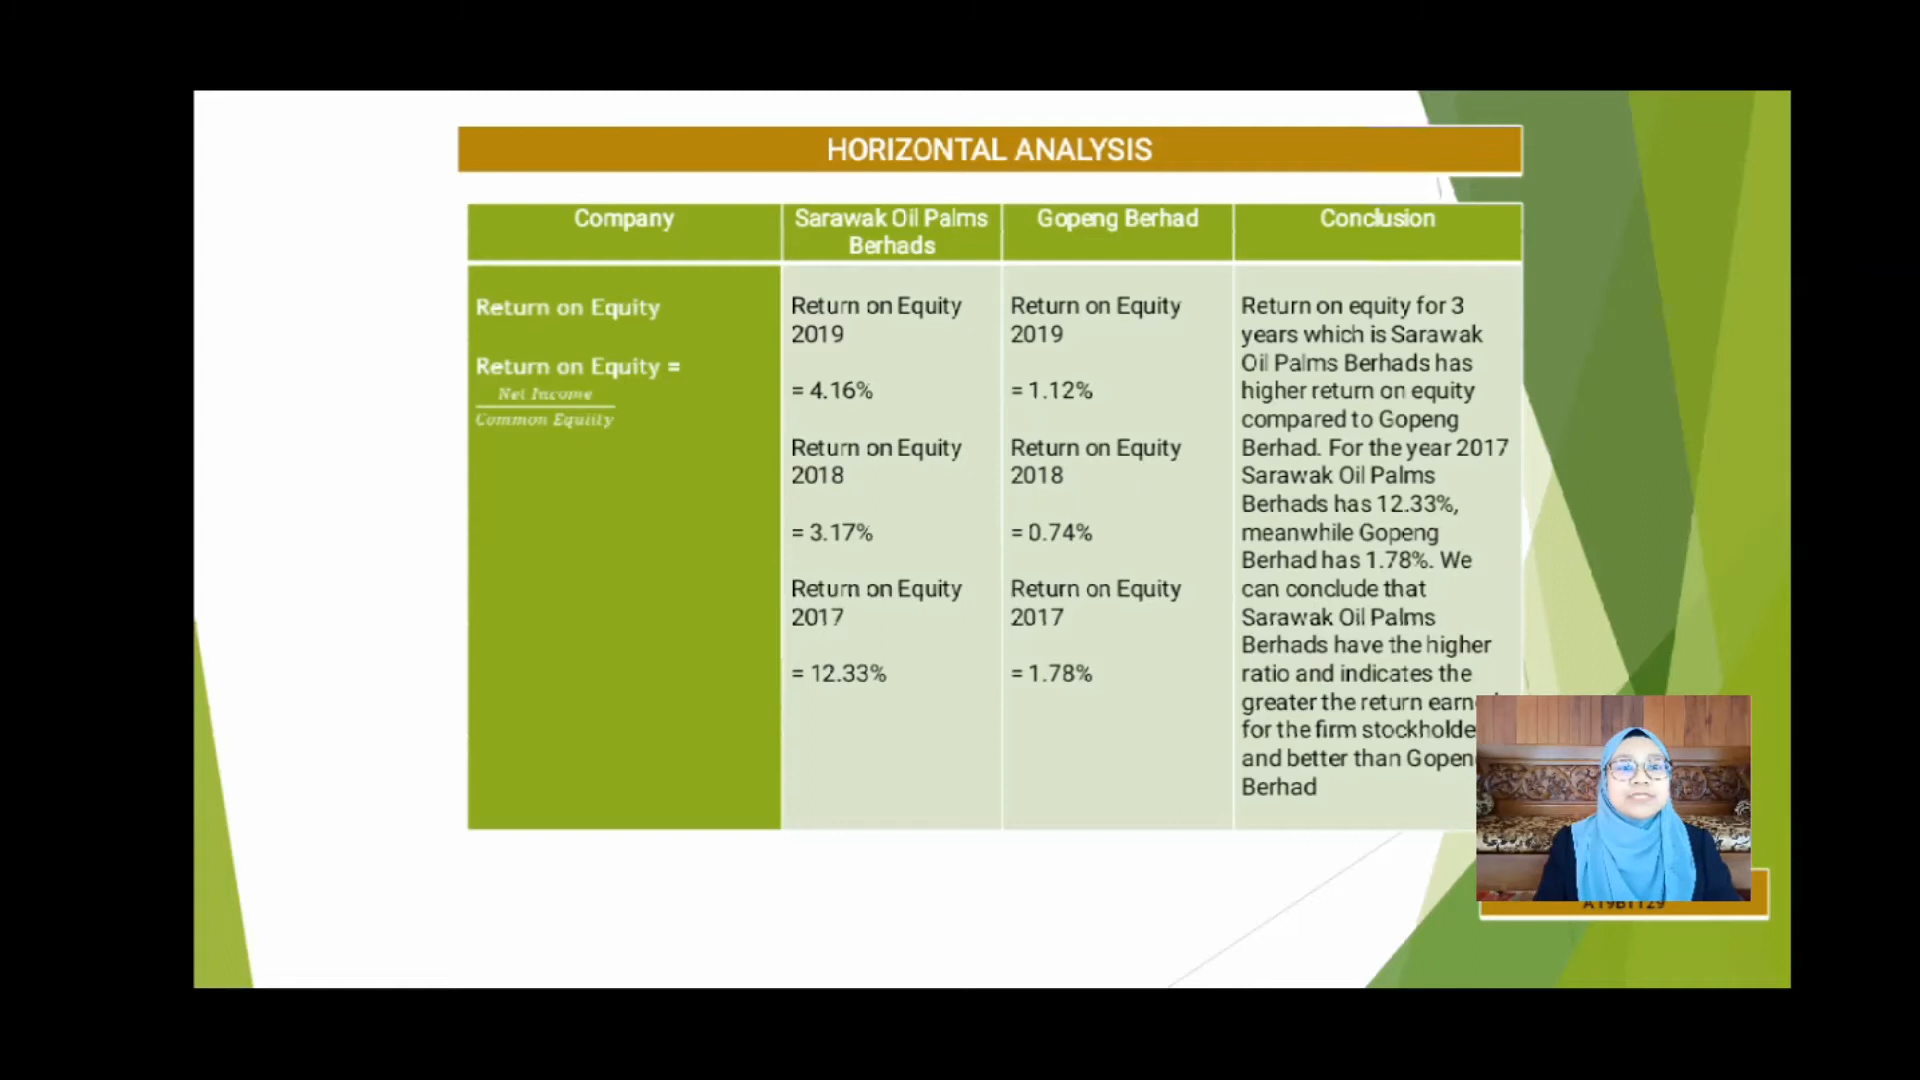 HORIZONTAL ANALYSIS
Company
Sarawak Oil Palms
Berhads
Gopeng Berhad
Conclusion
Return on Equity
Return on Equity =
Net Income
Common Equity
Return on Equity
2019
= 4.16%
Return on Equity
2018
= 3.17%
Return on Equity
2017
= 12.33%
Return on Equity
2019
= 1.12%
Return on Equity
2018
= 0.74%
Return on Equity
2017
= 1.78%
Return on equity for 3
years which is Sarawak
Oil Palms Berhads has
higher return on equity
compared to Gopeng
Berhad. For the year 2017
Sarawak Oil Palms
Berhads has 12.33%,
meanwhile Gopeng
Berhad has 1.78%. We
can conclude that
Sarawak Oil Palms
Berhads have the higher
ratio and indicates the
greater the return earn
for the firm stockholde
and better than Gopen
Berhad
A19B1129